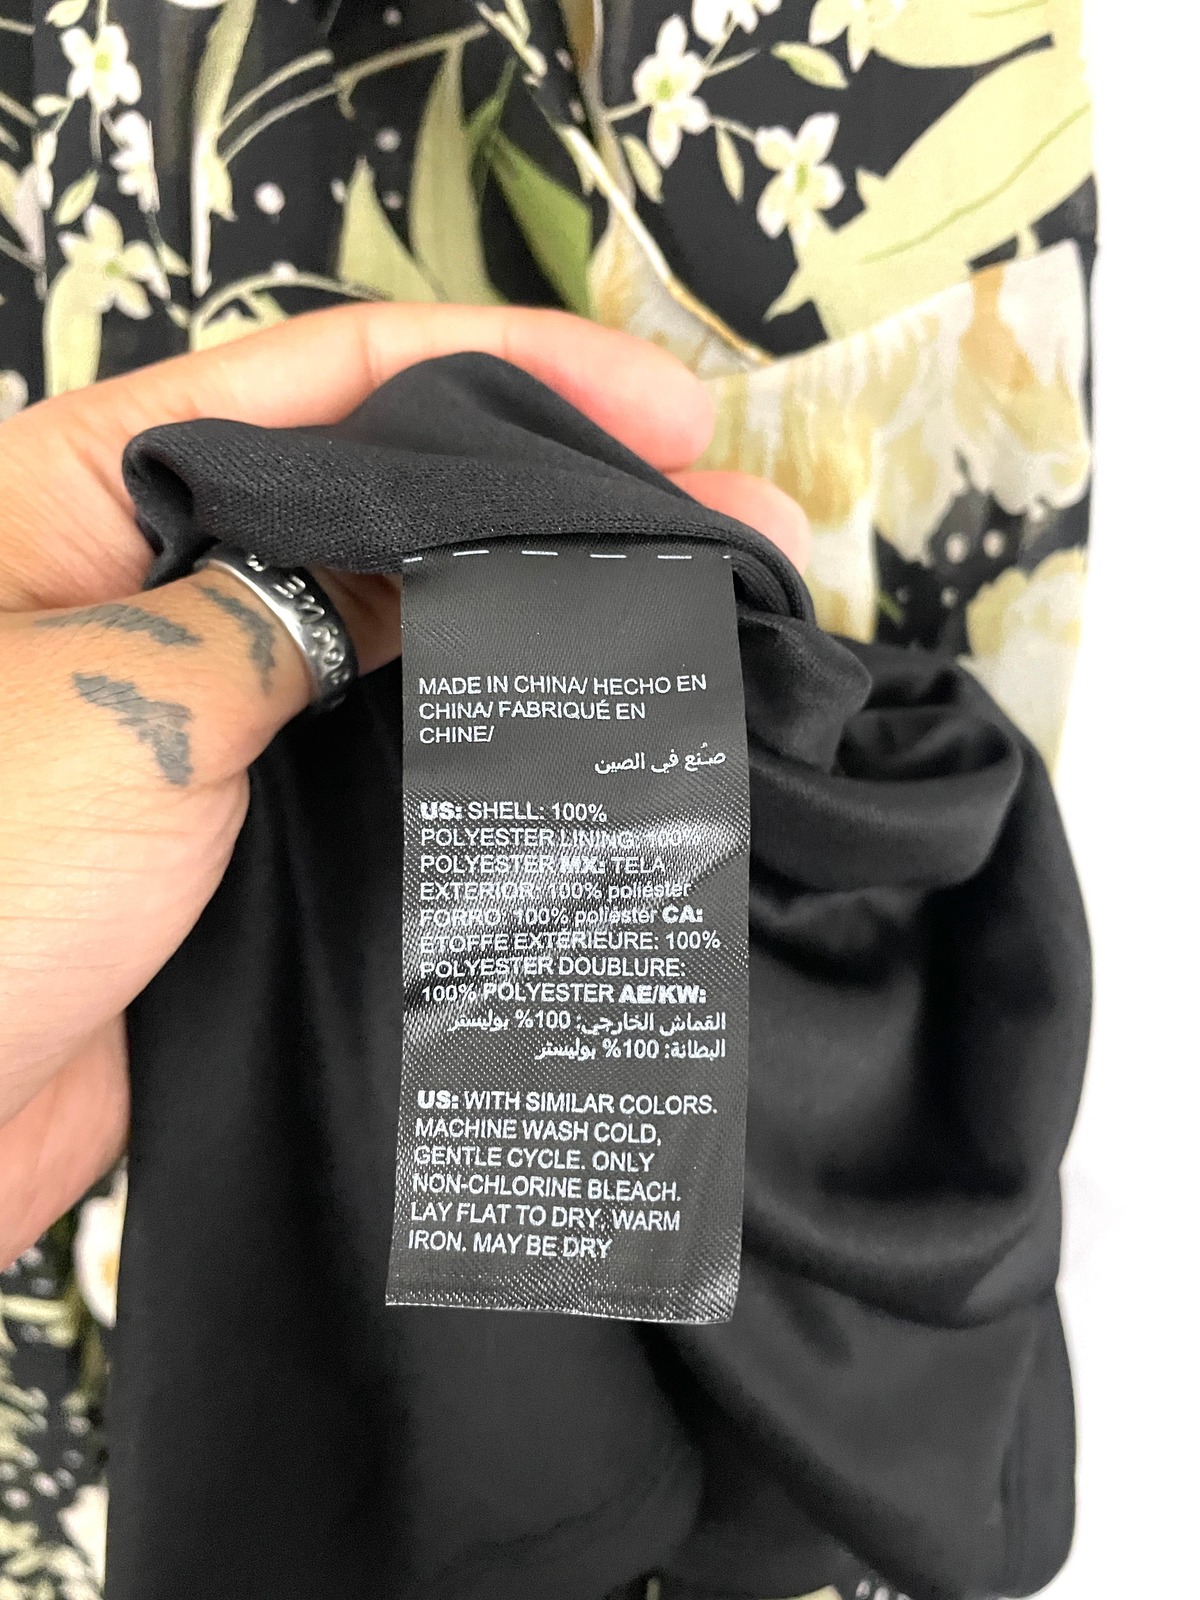 MADE IN CHINA/ HECHO EN
CHINA/ FABRIQUÉ EN
CHINE/
صُنع في الصين
US: SHELL: 100%
POLYESTER LINING: 100%
POLYESTER MX: TELA
EXTERIOR: 100% poliéster
FORRO: 100% poliéster CA:
ÉTOFFE EXTÉRIEURE: 100%
POLYESTER DOUBLURE:
100% POLYESTER AE/KW:
القماش الخارجي: 100% بوليستر
البطانة: 100% بوليستر
US: WITH SIMILAR COLORS.
MACHINE WASH COLD,
GENTLE CYCLE. ONLY
NON-CHLORINE BLEACH.
LAY FLAT TO DRY, WARM
IRON. MAY BE DRY